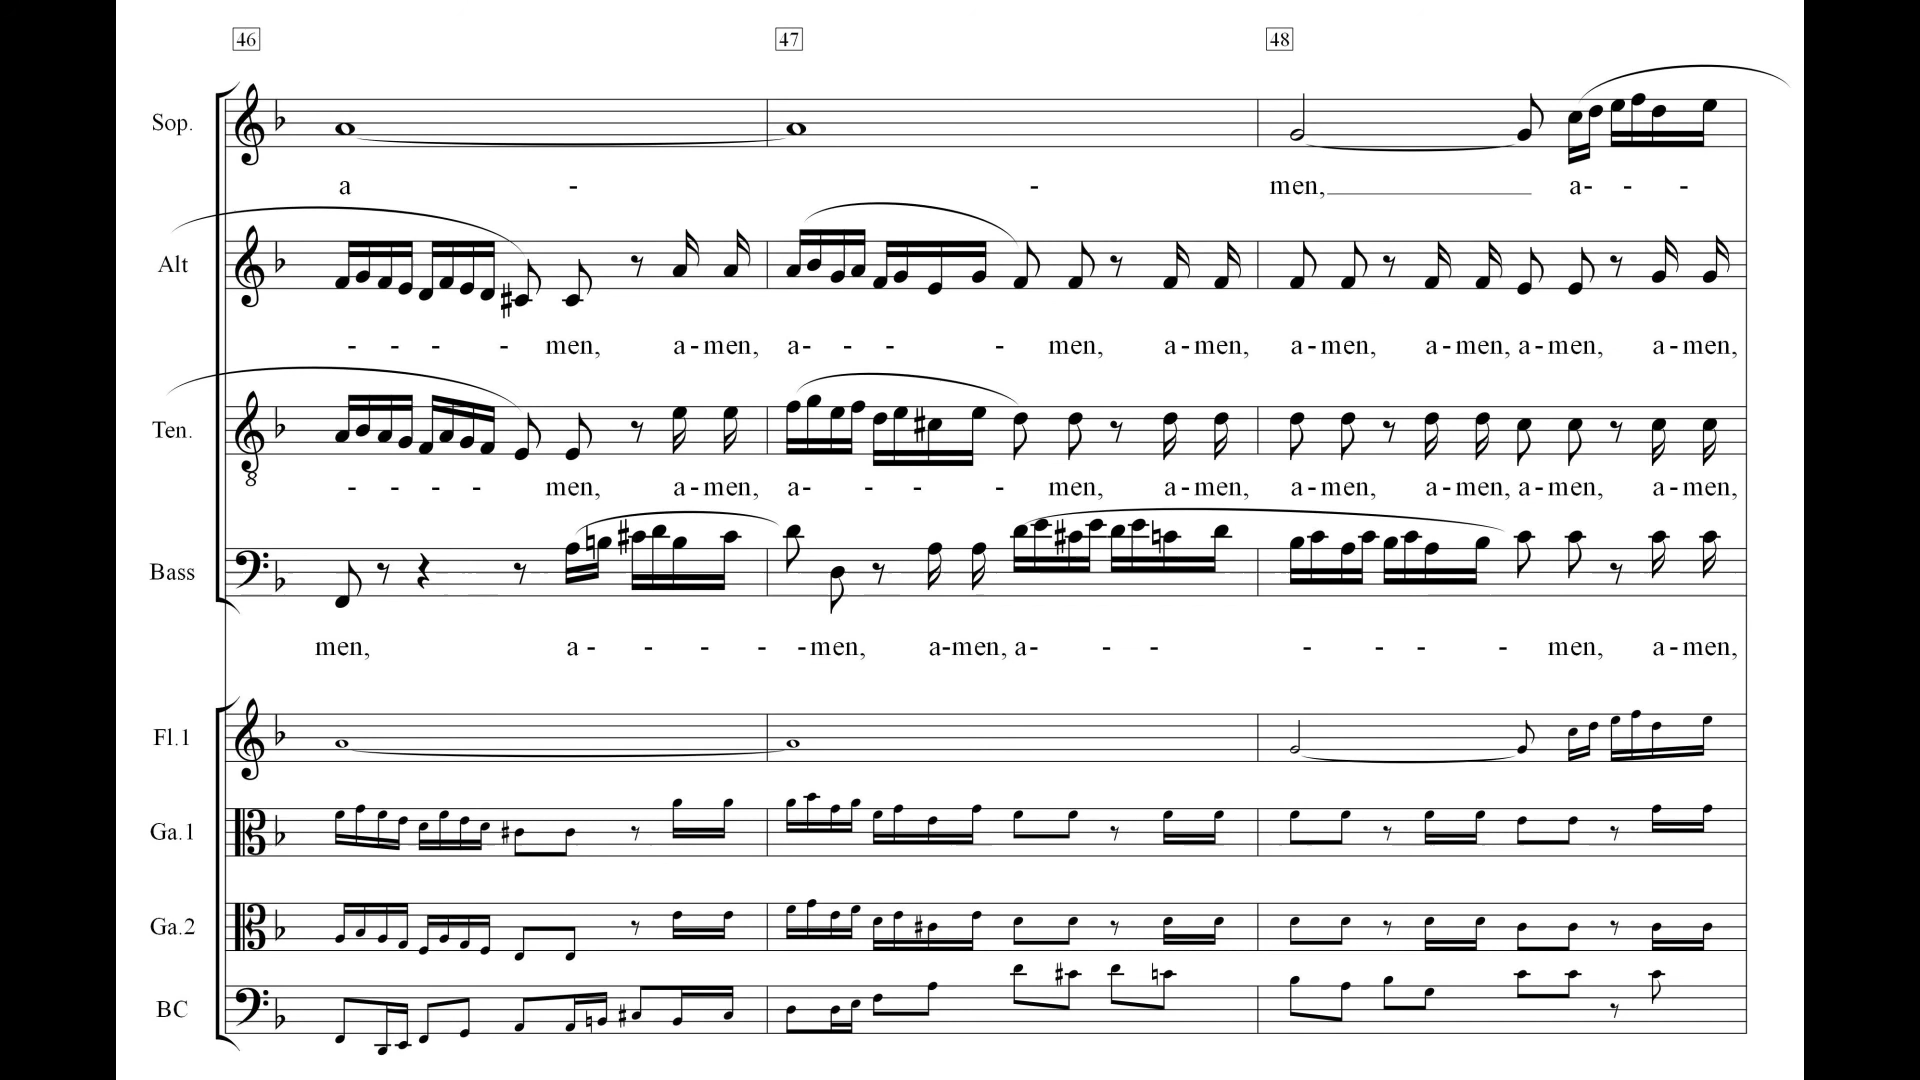 46 47 48
Sop.
a - - men, a- - -
Alt
- - - - men, a-men, a- - - - men, a-men, a-men, a-men, a-men, a-men,
Ten.
8
- - - - men, a-men, a- - - - men, a-men, a-men, a-men, a-men, a-men,
Bass
men, a- - - - -men, a-men, a- - - - - - - men, a-men,
Fl.1
Ga.1
Ga.2
BC